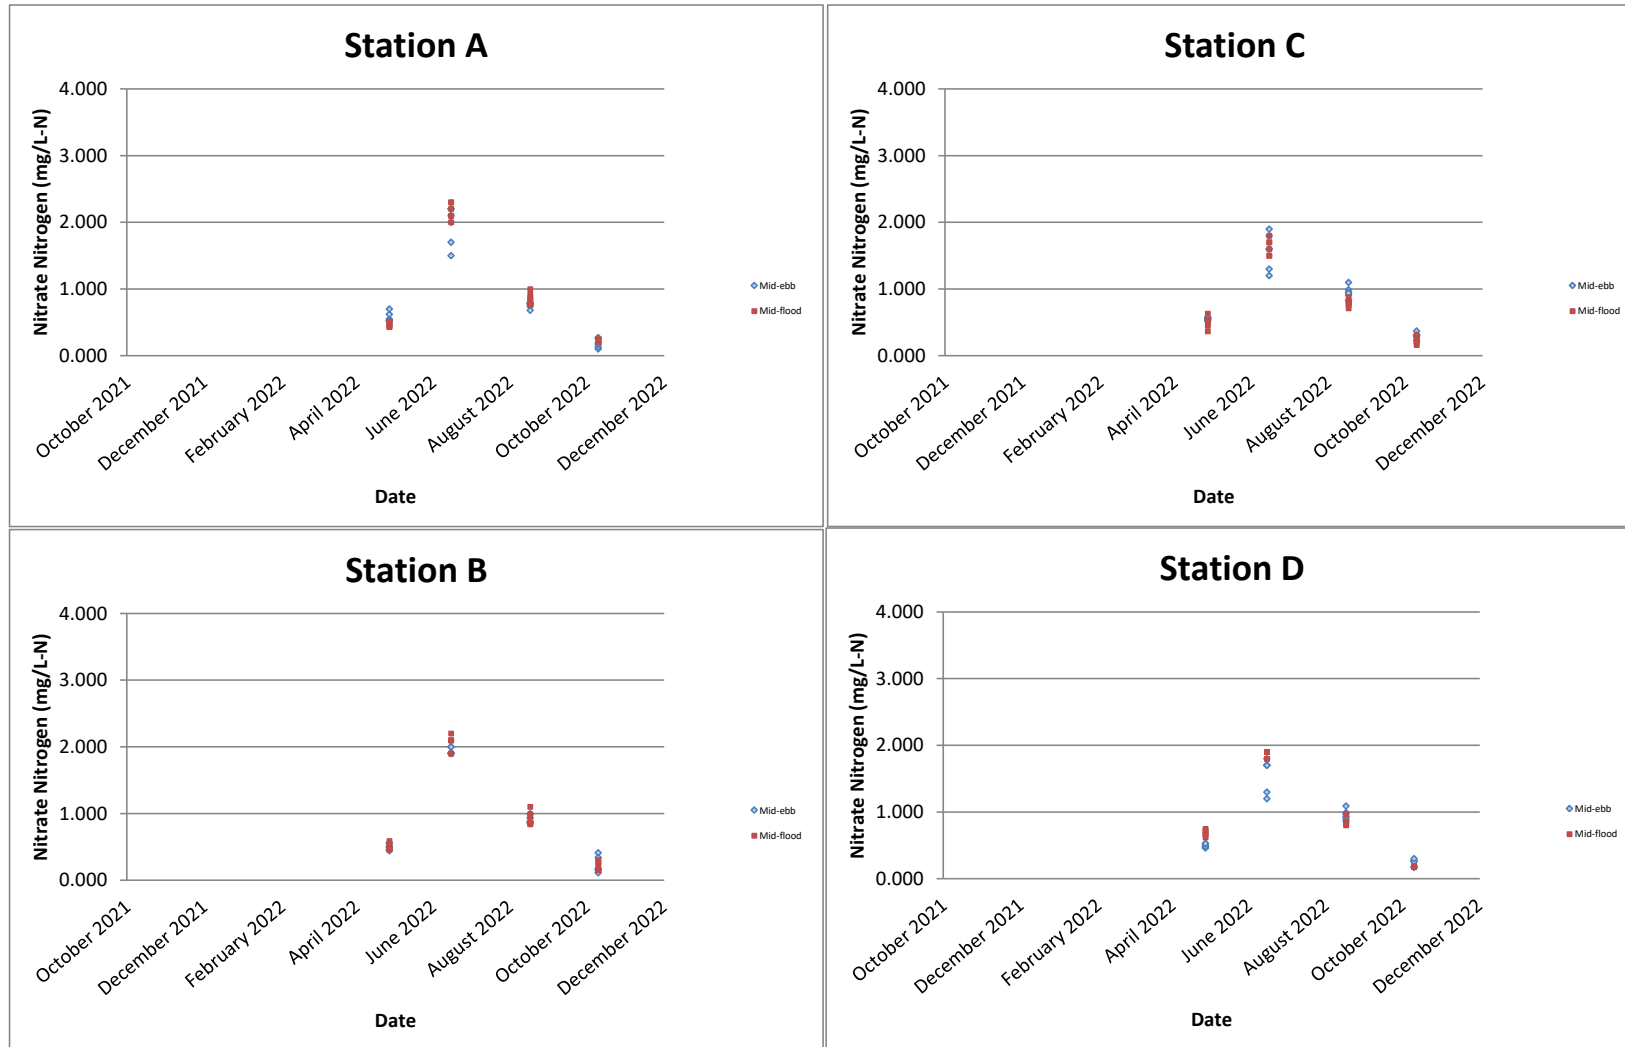 Station A
Nitrate Nitrogen (mg/L-N)
4.000
3.000
2.000
1.000
0.000
October 2021
December 2021
February 2022
April 2022
June 2022
August 2022
October 2022
December 2022
Date
Mid-ebb
Mid-flood
Station C
Nitrate Nitrogen (mg/L-N)
4.000
3.000
2.000
1.000
0.000
October 2021
December 2021
February 2022
April 2022
June 2022
August 2022
October 2022
December 2022
Date
Mid-ebb
Mid-flood
Station B
Nitrate Nitrogen (mg/L-N)
4.000
3.000
2.000
1.000
0.000
October 2021
December 2021
February 2022
April 2022
June 2022
August 2022
October 2022
December 2022
Date
Mid-ebb
Mid-flood
Station D
Nitrate Nitrogen (mg/L-N)
4.000
3.000
2.000
1.000
0.000
October 2021
December 2021
February 2022
April 2022
June 2022
August 2022
October 2022
December 2022
Date
Mid-ebb
Mid-flood